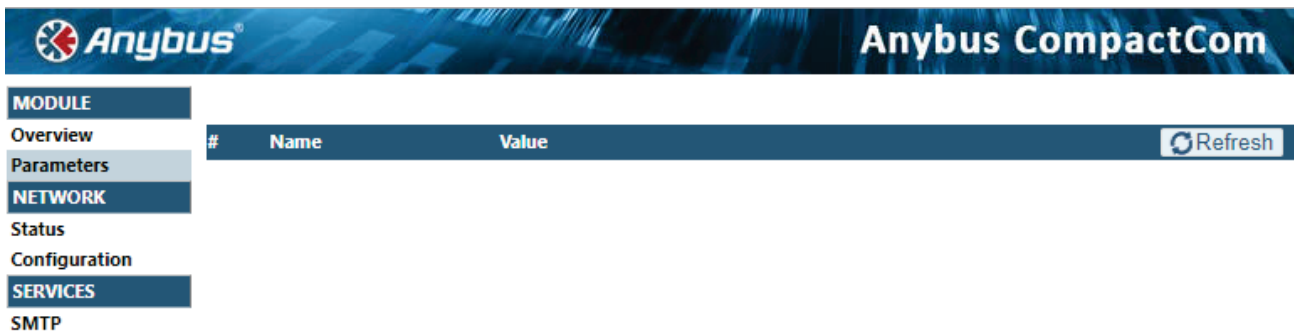 Anybus® Anybus CompactCom
MODULE
Overview
# Name Value Refresh
Parameters
NETWORK
Status
Configuration
SERVICES
SMTP